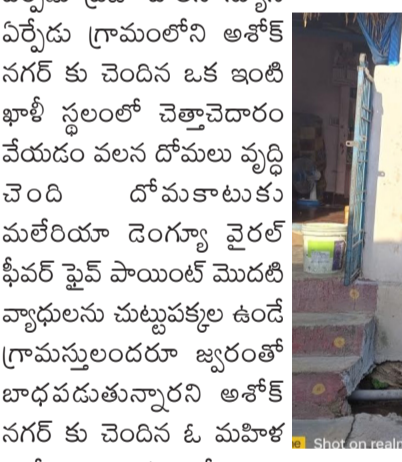 ఏర్పేడు గ్రామంలోని అశోక్
నగర్ కు చెందిన ఒక ఇంటి
ఖాళీ స్థలంలో చెత్తాచెదారం
వేయడం వలన దోమలు వృద్ధి
చెంది దోమకాటుకు
మలేరియా డెంగ్యూ వైరల్
ఫీవర్ ఫైవ్ పాయింట్ మొదటి
వ్యాధులను చుట్టుపక్కల ఉండే
గ్రామస్తులందరూ జ్వరంతో
బాధపడుతున్నారని అశోక్
నగర్ కు చెందిన ఓ మహిళ
Shot on realm